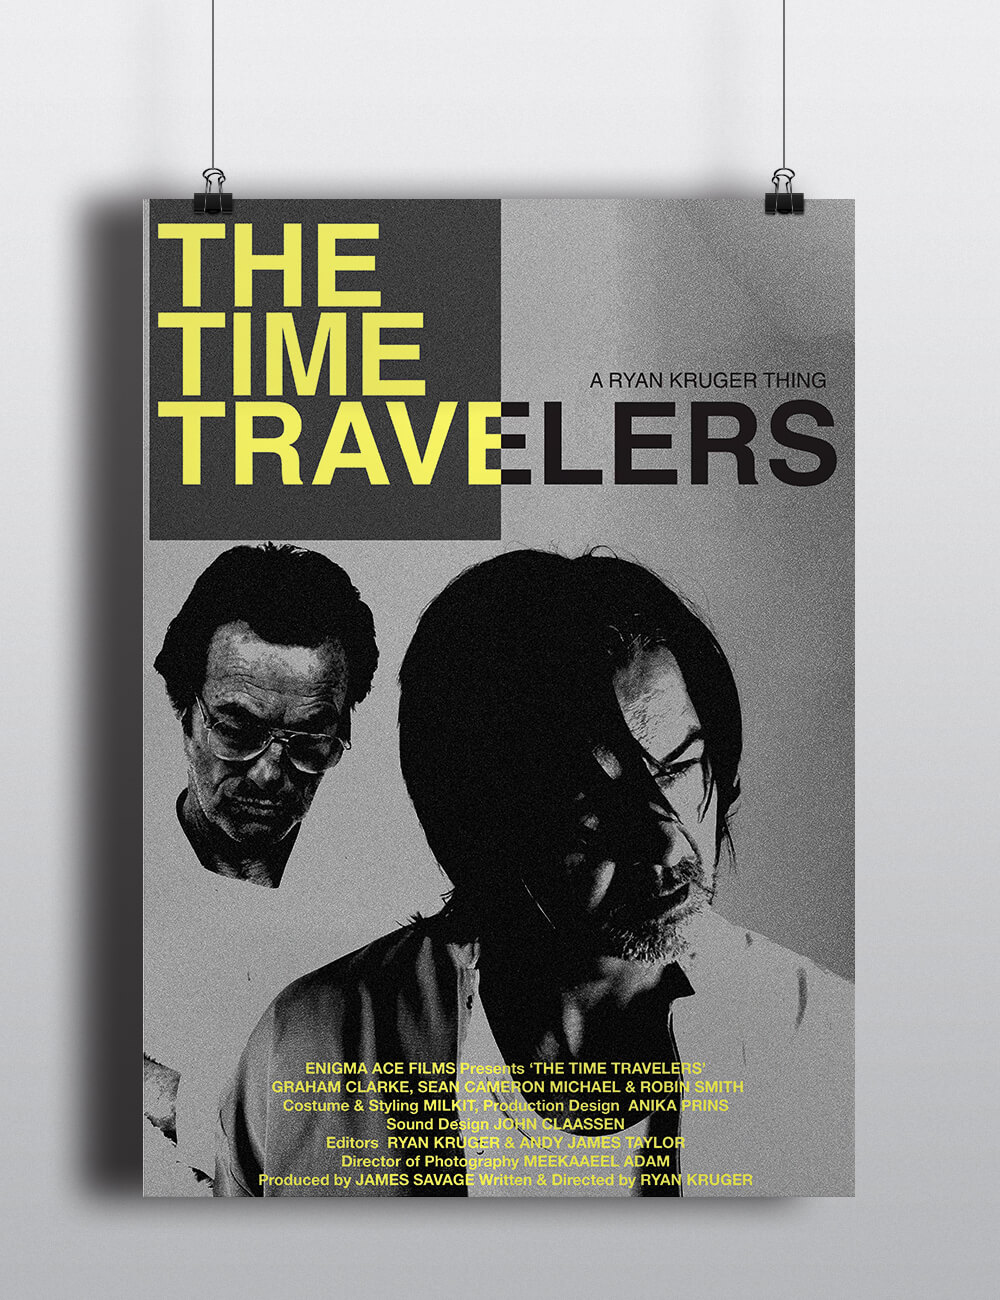 THE
TIME
A RYAN KRUGER THING
TRAVELERS
ENIGMA ACE FILMS Presents ‘THE TIME TRAVELERS’
GRAHAM CLARKE, SEAN CAMERON MICHAEL & ROBIN SMITH
Costume & Styling MILKIT, Production Design ANIKA PRINS
Sound Design JOHN CLAASSEN
Editors RYAN KRUGER & ANDY JAMES TAYLOR
Director of Photography MEEKAAEEL ADAM
Produced by JAMES SAVAGE Written & Directed by RYAN KRUGER